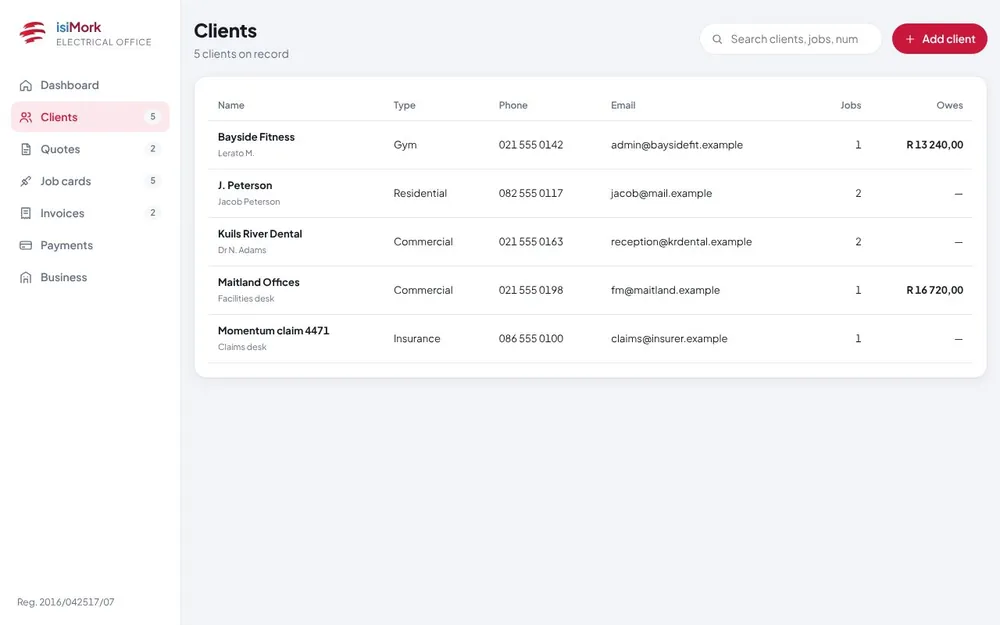 isiMork
ELECTRICAL OFFICE
Dashboard
Clients 5
Quotes 2
Job cards 5
Invoices 2
Payments
Business
Reg. 2016/042517/07
Clients
5 clients on record
Search clients, jobs, num
+ Add client
Name Type Phone Email Jobs Owes
Bayside Fitness
Lerato M.
Gym 021 555 0142 admin@baysidefit.example 1 R 13 240,00
J. Peterson
Jacob Peterson
Residential 082 555 0117 jacob@mail.example 2 —
Kuils River Dental
Dr N. Adams
Commercial 021 555 0163 reception@krdental.example 2 —
Maitland Offices
Facilities desk
Commercial 021 555 0198 fm@maitland.example 1 R 16 720,00
Momentum claim 4471
Claims desk
Insurance 086 555 0100 claims@insurer.example 1 —